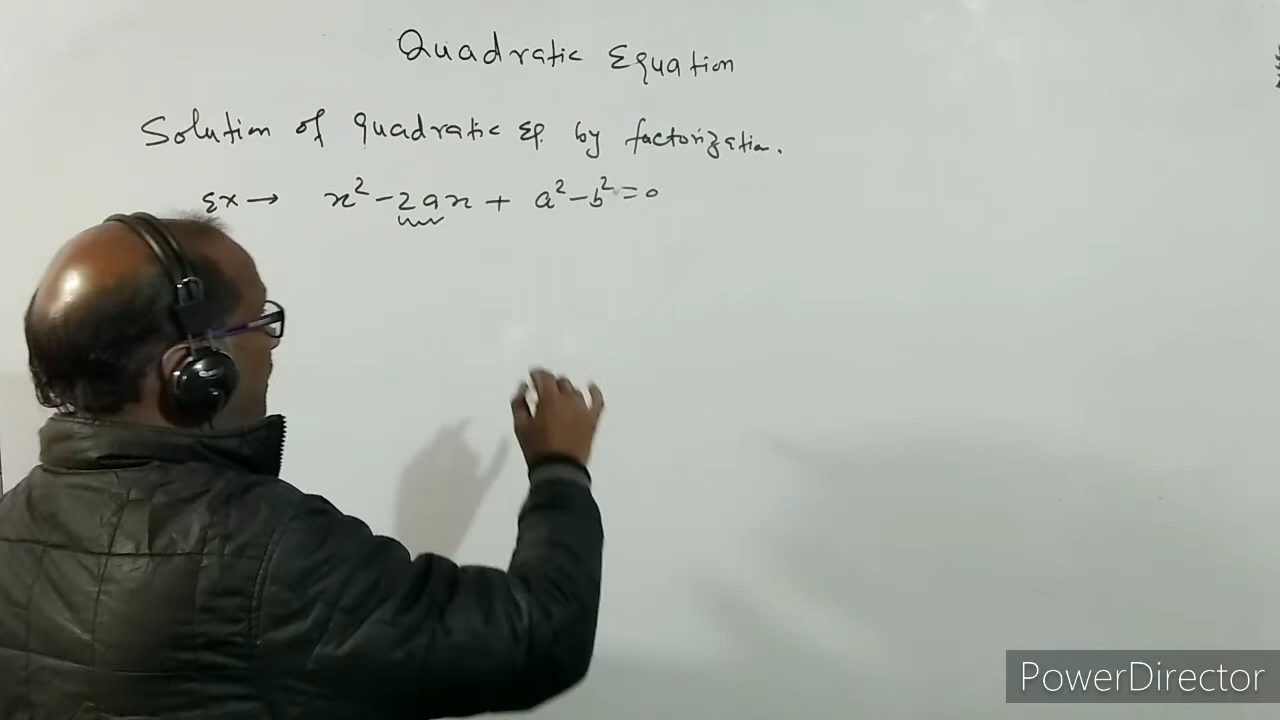 Quadratic Equation
Solution of quadratic Eq. by factorization.
Ex → x² - 2ax + a² - b² = 0
PowerDirector